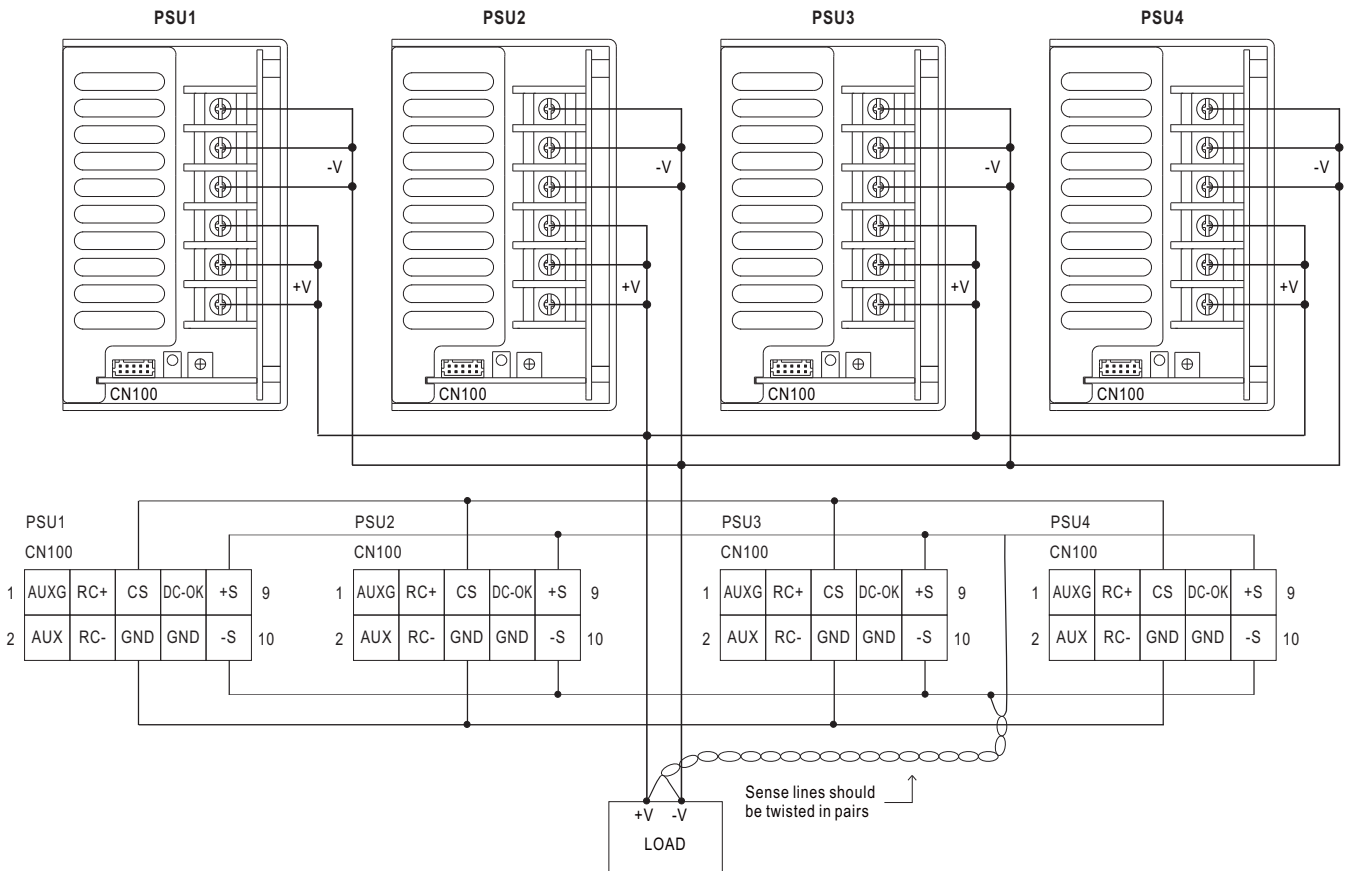 PSU1 PSU2 PSU3 PSU4
-V -V -V -V
+V +V +V +V
CN100 CN100 CN100 CN100
PSU1 PSU2 PSU3 PSU4
CN100 CN100 CN100 CN100
1 AUXG RC+ CS DC-OK +S 9 1 AUXG RC+ CS DC-OK +S 9 1 AUXG RC+ CS DC-OK +S 9 1 AUXG RC+ CS DC-OK +S 9
2 AUX RC- GND GND -S 10 2 AUX RC- GND GND -S 10 2 AUX RC- GND GND -S 10 2 AUX RC- GND GND -S 10
Sense lines should
be twisted in pairs
+V -V
LOAD